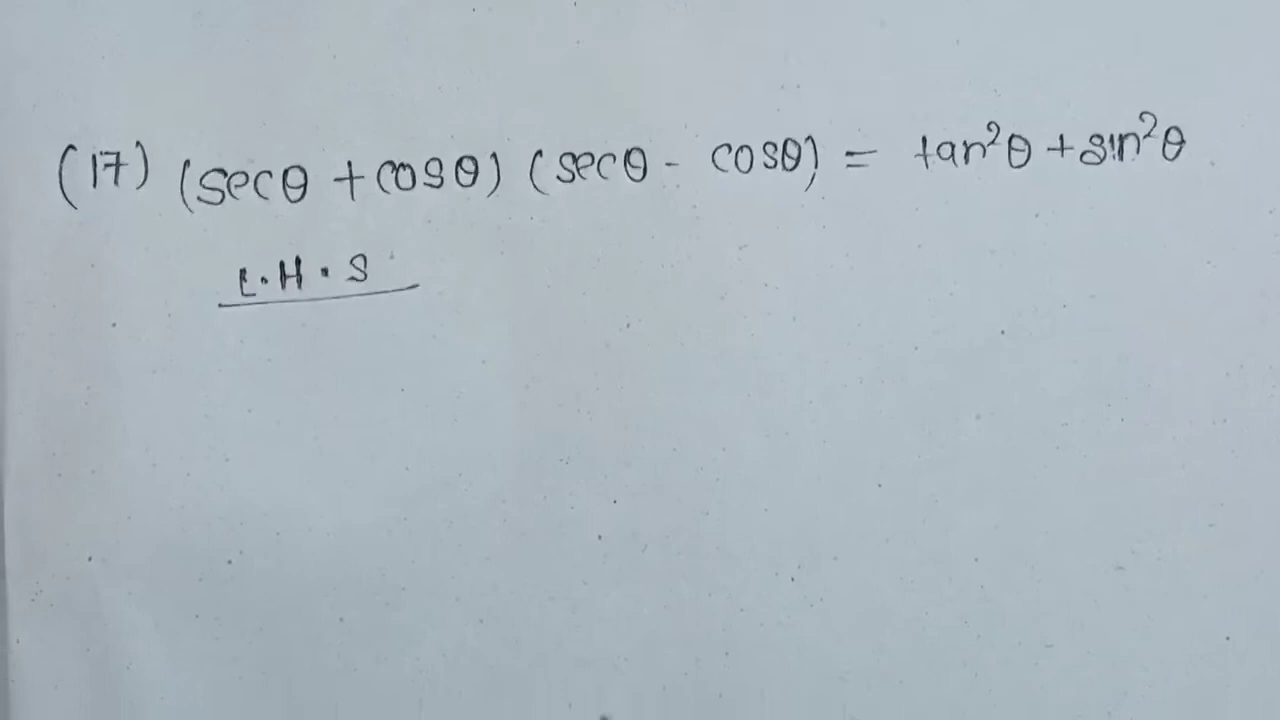 (17) (secθ + cosθ) (secθ - cosθ) = tan²θ + sin²θ
L.H.S